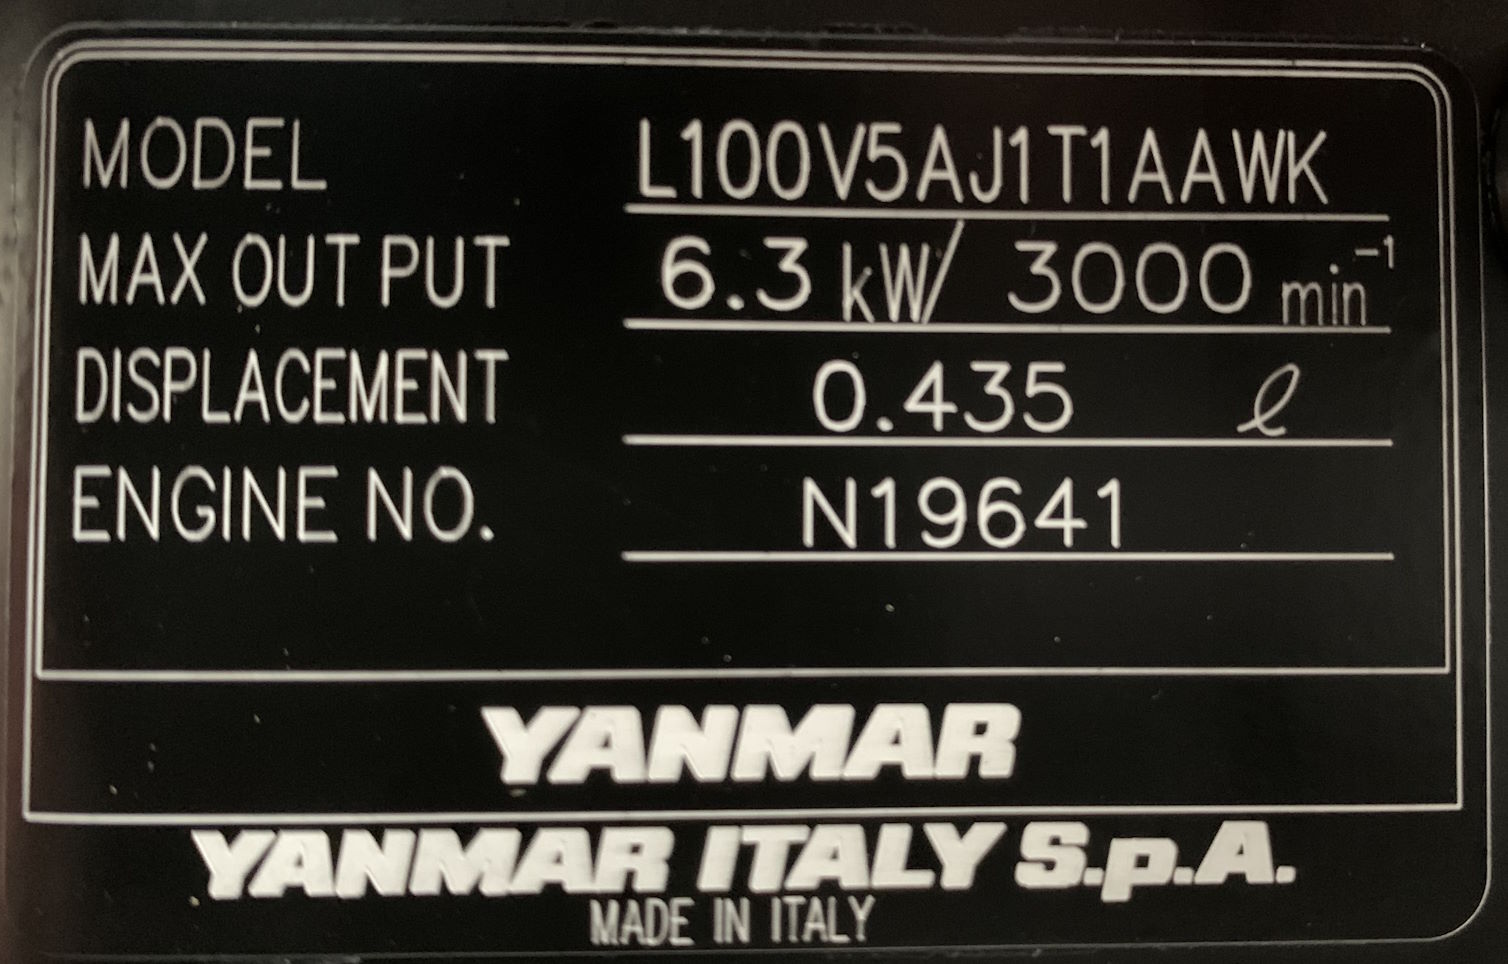 MODEL L100V5AJ1T1AAWK
MAX OUT PUT 6.3 kW/ 3000 min⁻¹
DISPLACEMENT 0.435 ℓ
ENGINE NO. N19641
YANMAR
YANMAR ITALY S.p.A.
MADE IN ITALY